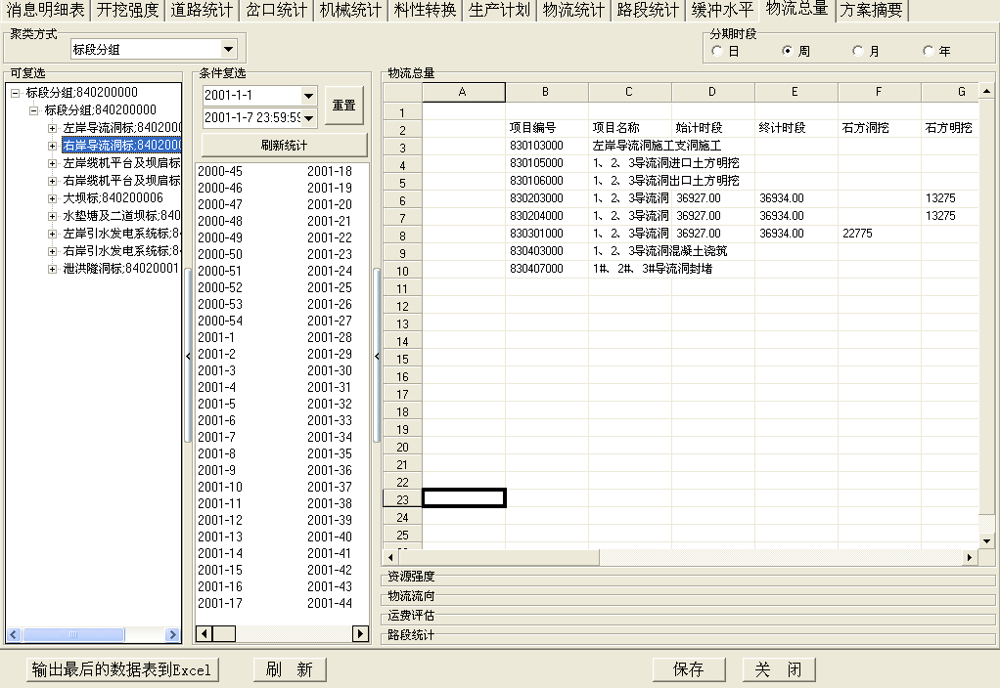 消息明细表 开挖强度 道路统计 岔口统计 机械统计 料性转换 生产计划 物流统计 路段统计 缓冲水平 物流总量 方案摘要
聚类方式
标段分组
分期时段
日 周 月 年
可复选
标段分组;840200000
标段分组;840200000
左岸导流洞标;84020
右岸导流洞标;84020
左岸缆机平台及坝肩标
右岸缆机平台及坝肩标
大坝标;840200006
水垫塘及二道坝标;840
左岸引水发电系统标;8
右岸引水发电系统标;8
泄洪隧洞标;84020001
条件复选
2001-1-1
2001-1-7 23:59:59
重置
刷新统计
2000-45 2001-18
2000-46 2001-19
2000-47 2001-20
2000-48 2001-21
2000-49 2001-22
2000-50 2001-23
2000-51 2001-24
2000-52 2001-25
2000-53 2001-26
2000-54 2001-27
2001-1 2001-28
2001-2 2001-29
2001-3 2001-30
2001-4 2001-31
2001-5 2001-32
2001-6 2001-33
2001-7 2001-34
2001-8 2001-35
2001-9 2001-36
2001-10 2001-37
2001-11 2001-38
2001-12 2001-39
2001-13 2001-40
2001-14 2001-41
2001-15 2001-42
2001-16 2001-43
2001-17 2001-44
物流总量
A B C D E F G
1
2 项目编号 项目名称 始计时段 终计时段 石方洞挖 石方明挖
3 830103000 左岸导流洞施工支洞施工
4 830105000 1、2、3导流洞进口土方明挖
5 830106000 1、2、3导流洞出口土方明挖
6 830203000 1、2、3导流洞 36927.00 36934.00 13275
7 830204000 1、2、3导流洞 36927.00 36934.00 13275
8 830301000 1、2、3导流洞 36927.00 36934.00 22775
9 830403000 1、2、3导流洞混凝土浇筑
10 830407000 1#、2#、3#导流洞封堵
11
12
13
14
15
16
17
18
19
20
21
22
23
24
25
资源强度
物流流向
运费评估
路段统计
输出最后的数据表到Excel 刷 新 保存 关 闭